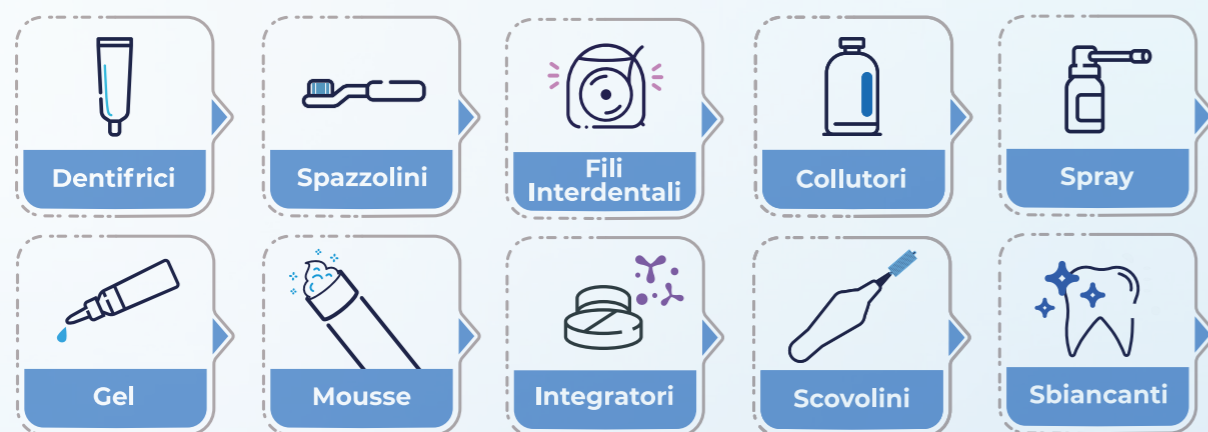 Dentifrici
Spazzolini
Fili
Interdentali
Collutori
Spray
Gel
Mousse
Integratori
Scovolini
Sbiancanti